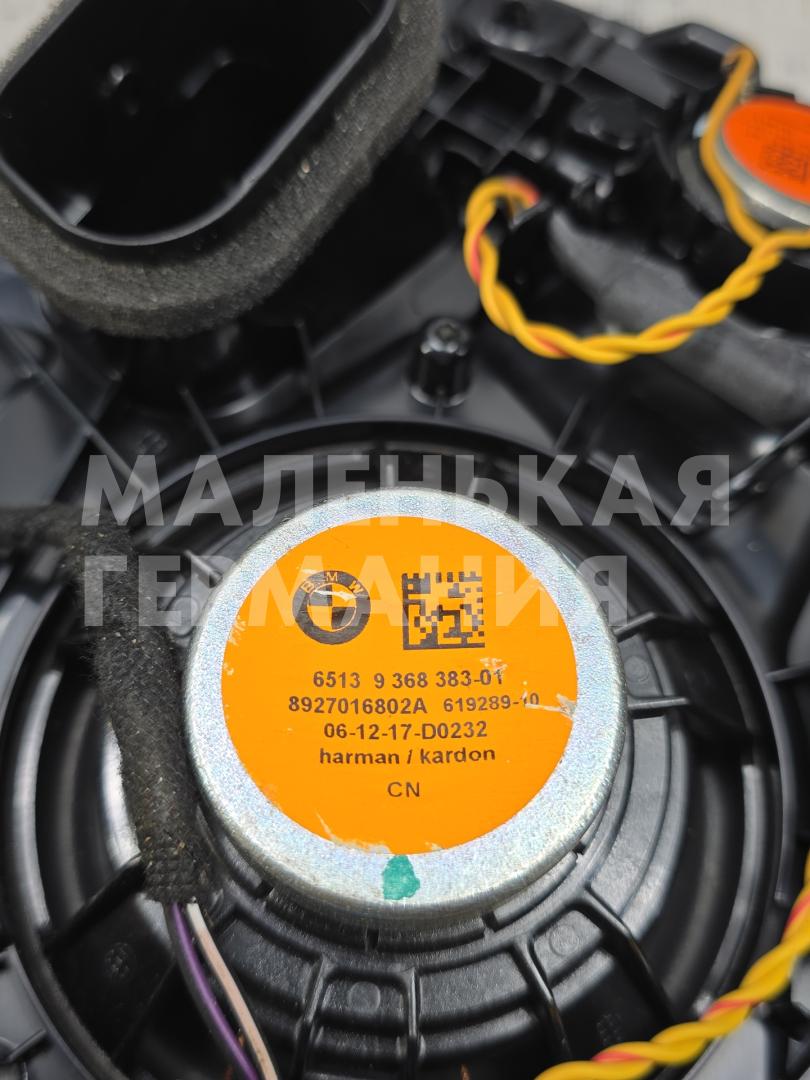 МАЛЕНЬКАЯ
ГЕРМАНИЯ
BMW
6513 9 368 383-01
8927016802A 619289-10
06-12-17-D0232
harman / kardon
CN